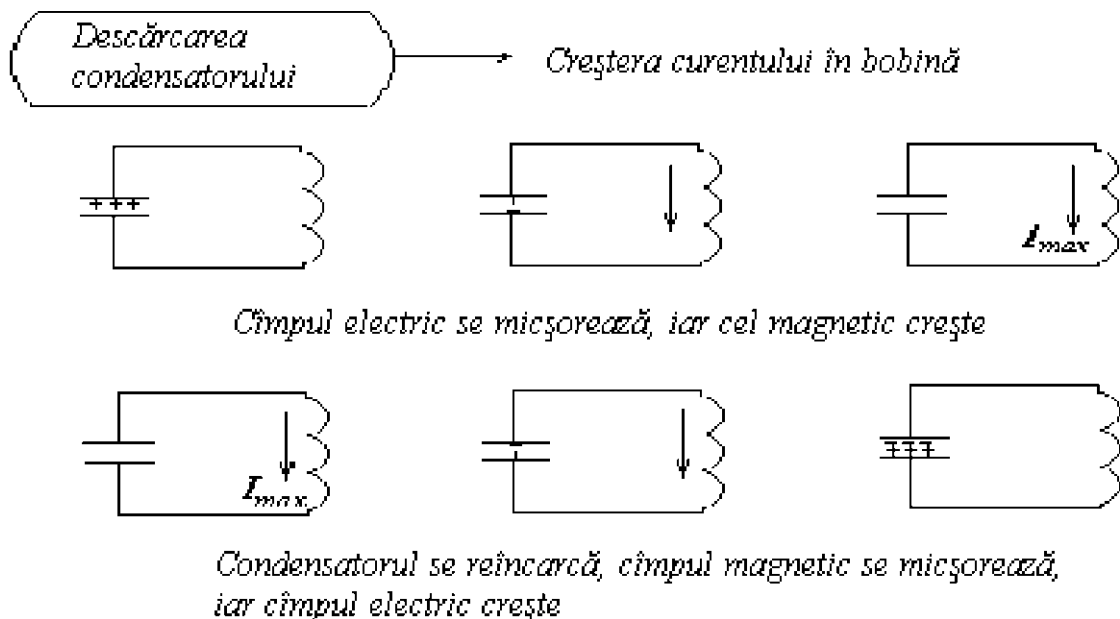 Descărcarea
condensatorului
Creştera curentului în bobină
+ + +
I max
Cîmpul electric se micşorează, iar cel magnetic creşte
I max
+++
Condensatorul se reîncarcă, cîmpul magnetic se micşorează,
iar cîmpul electric creşte